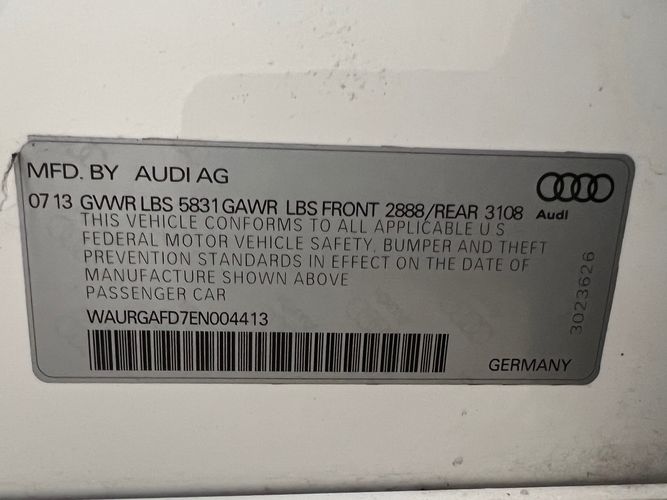 MFD. BY AUDI AG
07 13 GVWR LBS 5831 GAWR LBS FRONT 2888/REAR 3108
Audi
THIS VEHICLE CONFORMS TO ALL APPLICABLE U S
FEDERAL MOTOR VEHICLE SAFETY, BUMPER AND THEFT
PREVENTION STANDARDS IN EFFECT ON THE DATE OF
MANUFACTURE SHOWN ABOVE
PASSENGER CAR
3023626
WAURGAFD7EN004413
GERMANY